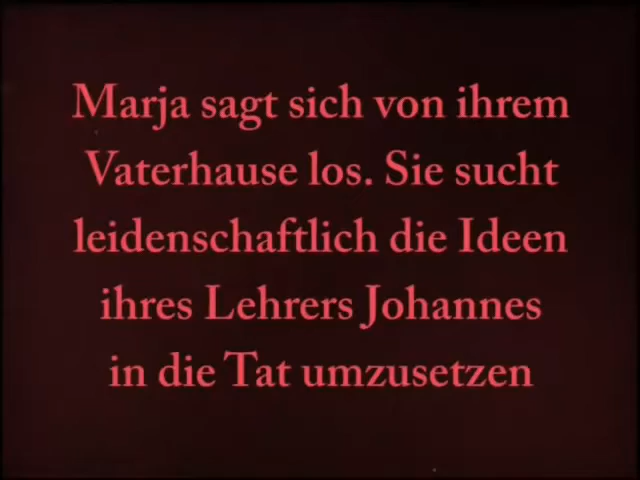 Marja sagt sich von ihrem
Vaterhause los. Sie sucht
leidenschaftlich die Ideen
ihres Lehrers Johannes
in die Tat umzusetzen